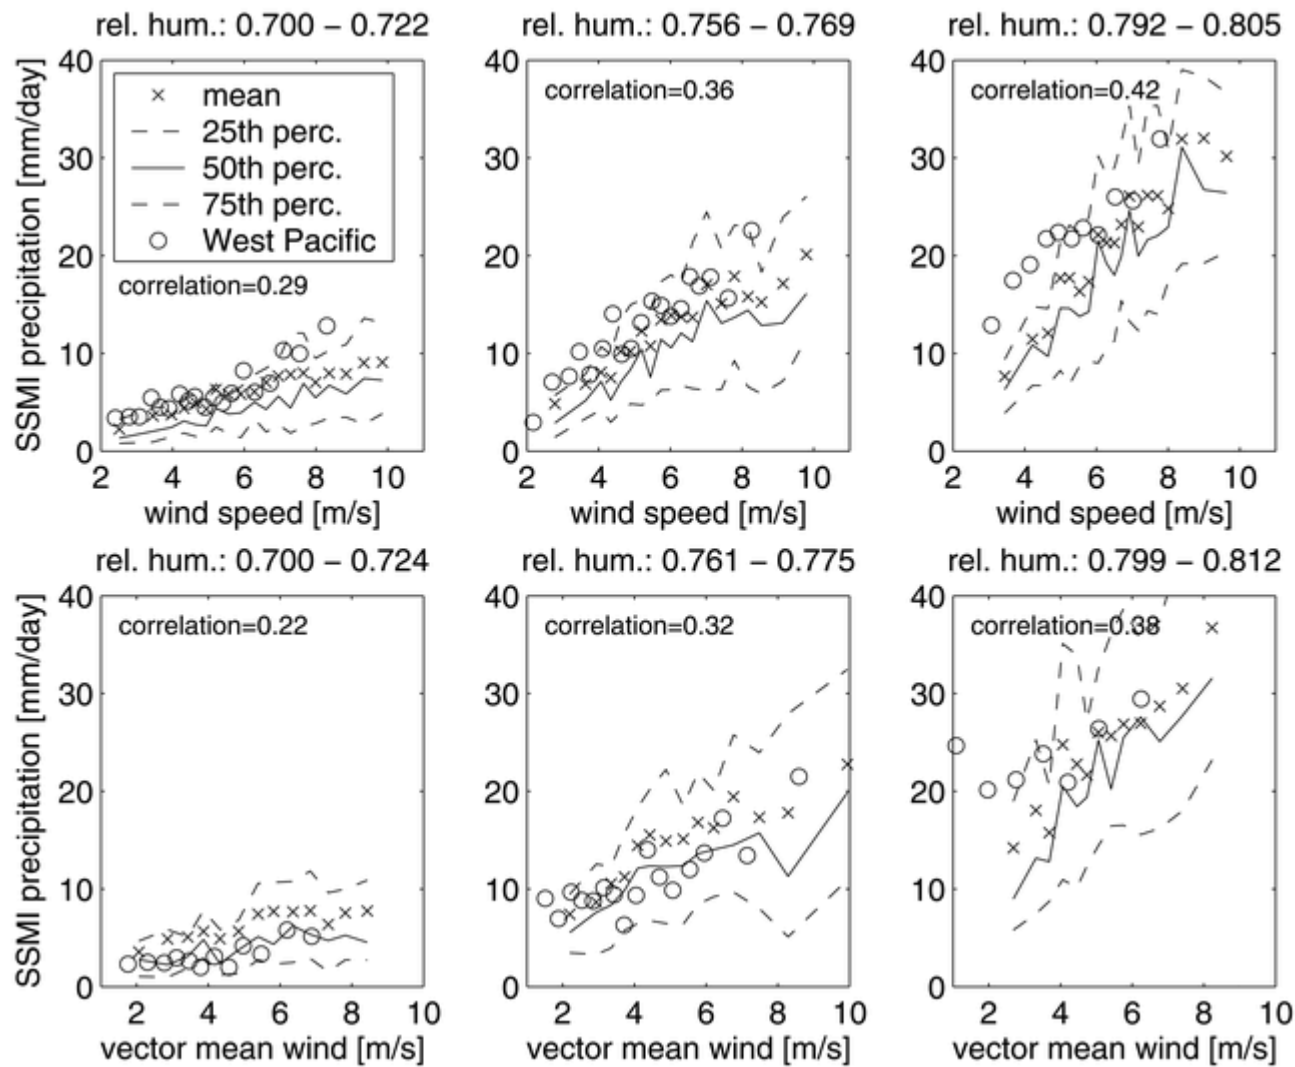 rel. hum.: 0.700 − 0.722
rel. hum.: 0.756 − 0.769
rel. hum.: 0.792 − 0.805
SSMI precipitation [mm/day]
40
30
20
10
0
mean
25th perc.
50th perc.
75th perc.
West Pacific
correlation=0.29
2 4 6 8 10
wind speed [m/s]
40
30
20
10
0
correlation=0.36
2 4 6 8 10
wind speed [m/s]
40
30
20
10
0
correlation=0.42
2 4 6 8 10
wind speed [m/s]
rel. hum.: 0.700 − 0.724
rel. hum.: 0.761 − 0.775
rel. hum.: 0.799 − 0.812
SSMI precipitation [mm/day]
40
30
20
10
0
correlation=0.22
2 4 6 8 10
vector mean wind [m/s]
40
30
20
10
0
correlation=0.32
2 4 6 8 10
vector mean wind [m/s]
40
30
20
10
0
correlation=0.38
2 4 6 8 10
vector mean wind [m/s]